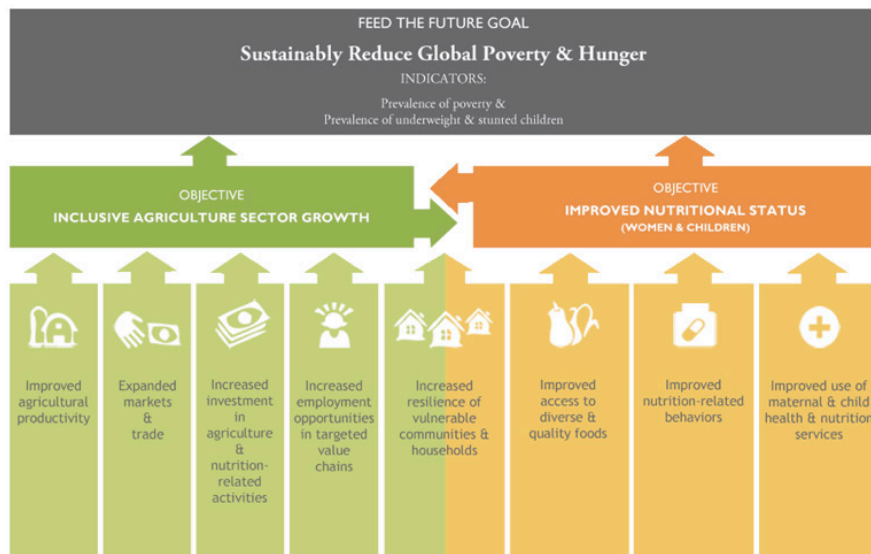 FEED THE FUTURE GOAL
Sustainably Reduce Global Poverty & Hunger
INDICATORS:
Prevalence of poverty &
Prevalence of underweight & stunted children
OBJECTIVE
INCLUSIVE AGRICULTURE SECTOR GROWTH
OBJECTIVE
IMPROVED NUTRITIONAL STATUS
(WOMEN & CHILDREN)
Improved
agricultural
productivity
Expanded
markets
&
trade
Increased
investment
in
agriculture
&
nutrition-
related
activities
Increased
employment
opportunities
in targeted
value
chains
Increased
resilience of
vulnerable
communities &
households
Improved
access to
diverse &
quality foods
Improved
nutrition-related
behaviors
Improved use of
maternal & child
health & nutrition
services